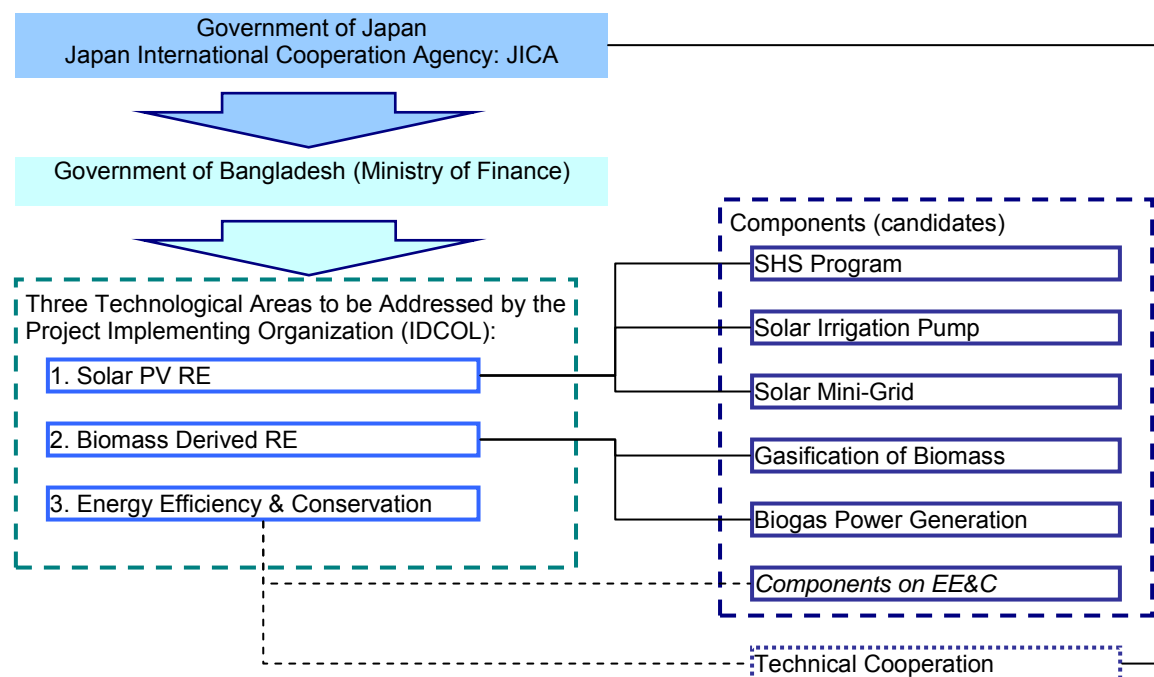 Government of Japan
Japan International Cooperation Agency: JICA
Government of Bangladesh (Ministry of Finance)
Three Technological Areas to be Addressed by the
Project Implementing Organization (IDCOL):
1. Solar PV RE
2. Biomass Derived RE
3. Energy Efficiency & Conservation
Components (candidates)
SHS Program
Solar Irrigation Pump
Solar Mini-Grid
Gasification of Biomass
Biogas Power Generation
Components on EE&C
Technical Cooperation